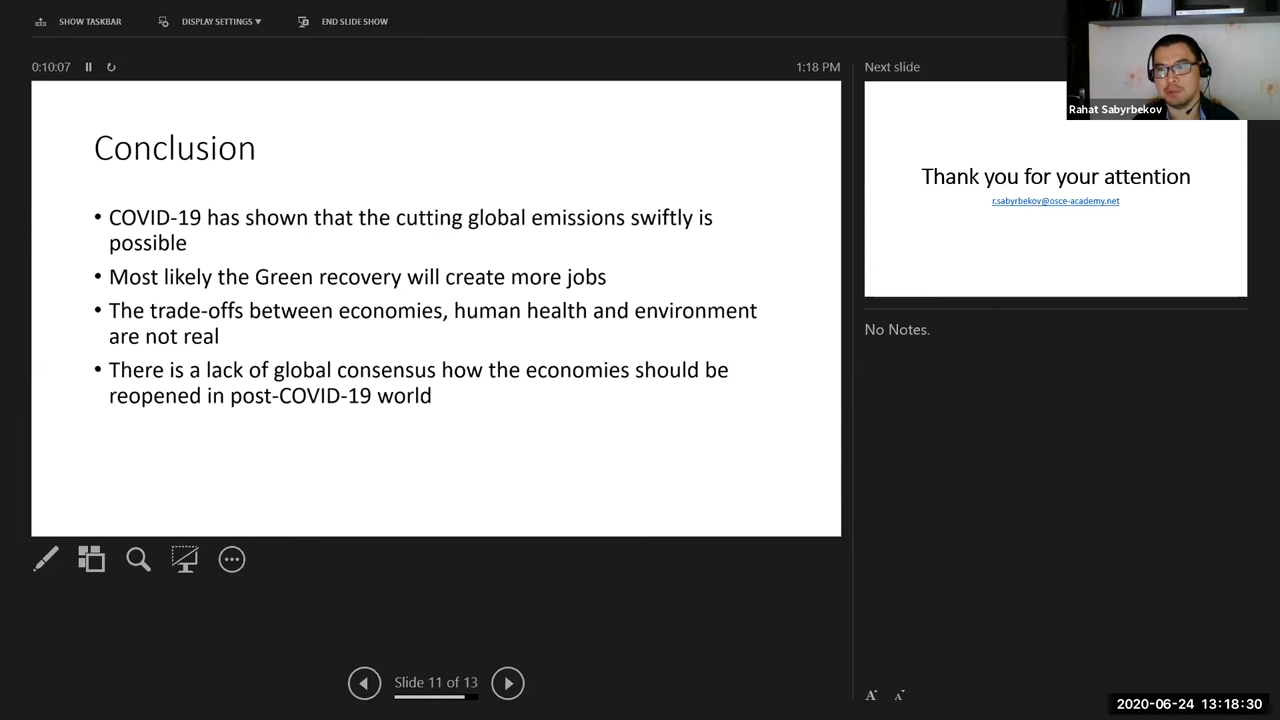 SHOW TASKBAR
DISPLAY SETTINGS ▼
END SLIDE SHOW
0:10:07
1:18 PM
Next slide
Rahat Sabyrbekov
Conclusion
• COVID-19 has shown that the cutting global emissions swiftly is
possible
• Most likely the Green recovery will create more jobs
• The trade-offs between economies, human health and environment
are not real
• There is a lack of global consensus how the economies should be
reopened in post-COVID-19 world
Thank you for your attention
r.sabyrbekov@osce-academy.net
No Notes.
Slide 11 of 13
A A
2020-06-24 13:18:30